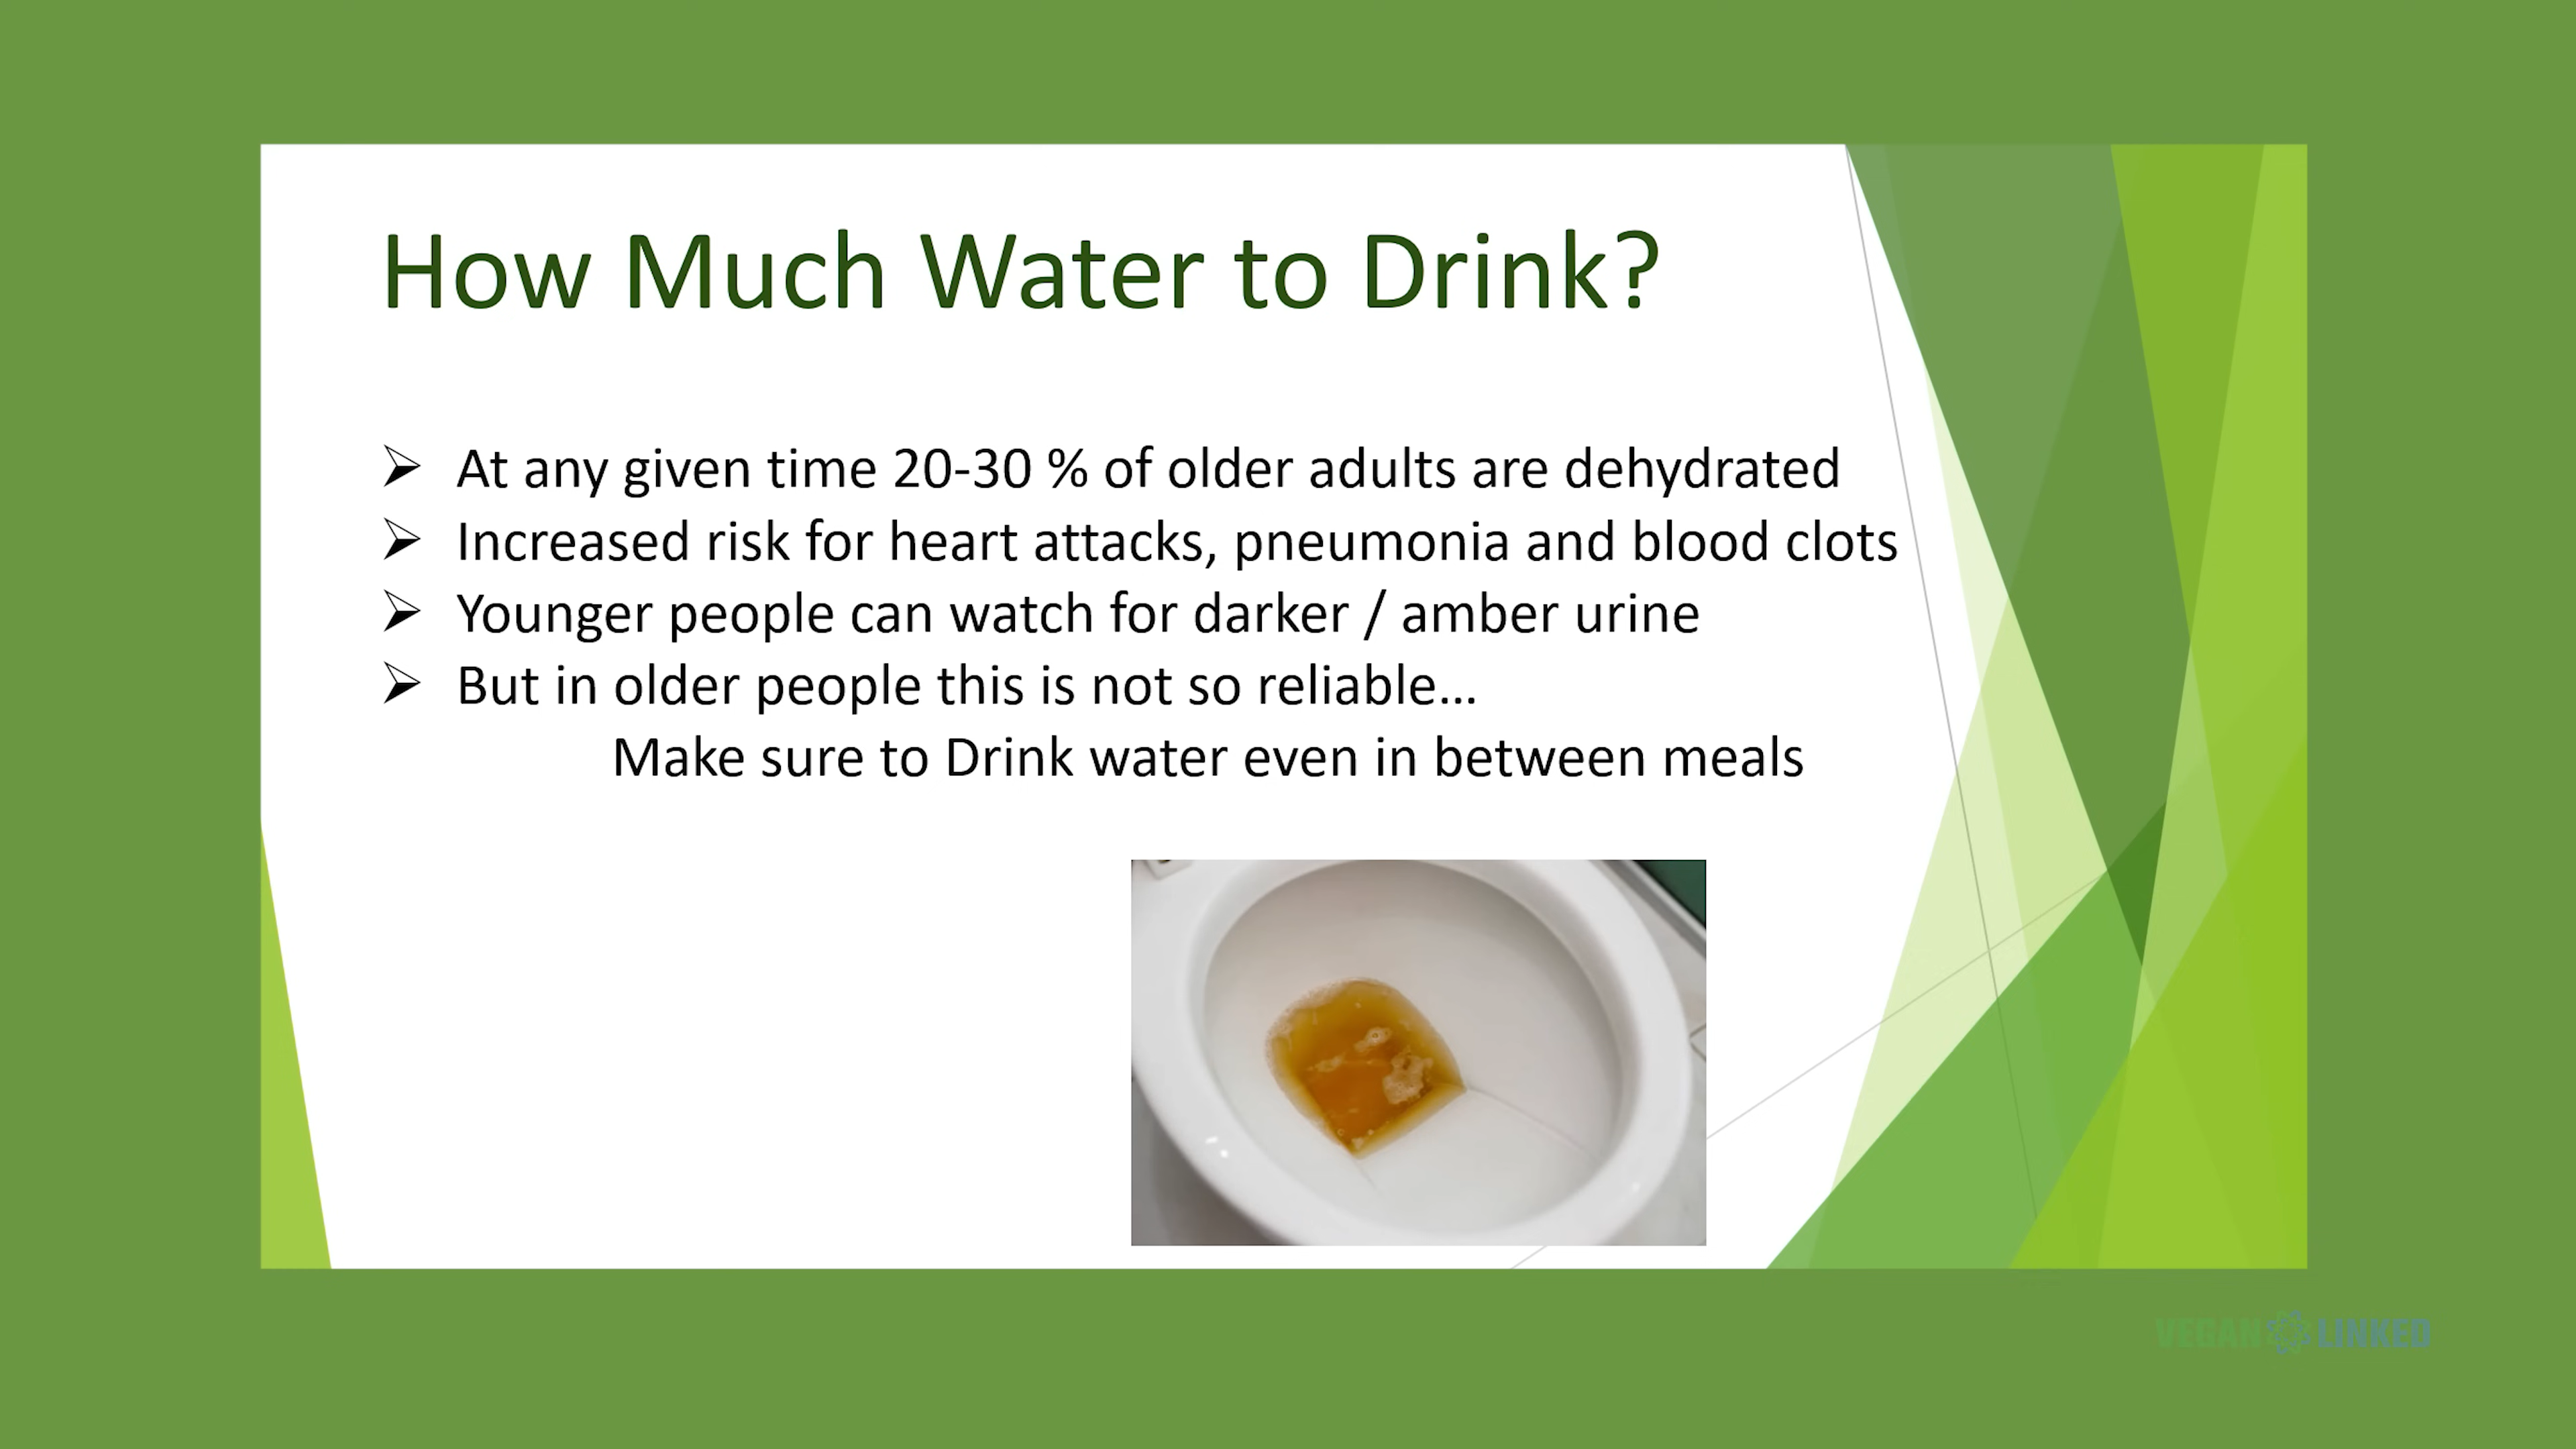 How Much Water to Drink?
At any given time 20-30 % of older adults are dehydrated
Increased risk for heart attacks, pneumonia and blood clots
Younger people can watch for darker / amber urine
But in older people this is not so reliable...
Make sure to Drink water even in between meals
VEGAN LINKED